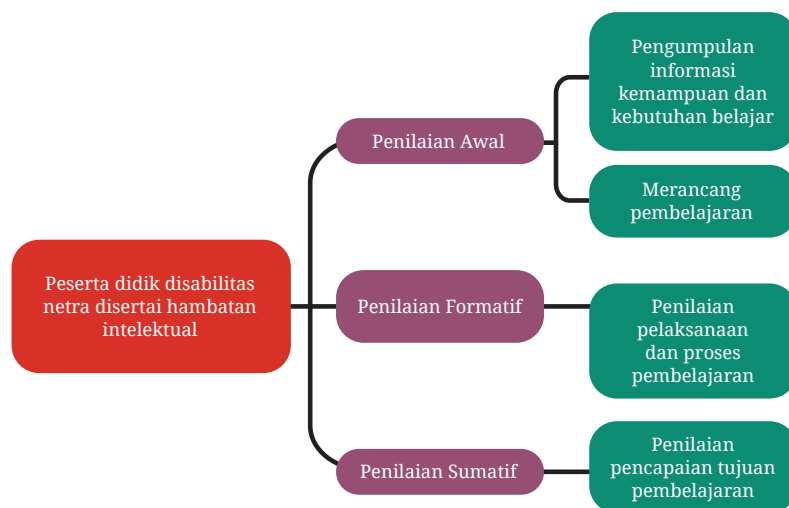 Peserta didik disabilitas
netra disertai hambatan
intelektual
Penilaian Awal
Pengumpulan
informasi
kemampuan dan
kebutuhan belajar
Merancang
pembelajaran
Penilaian Formatif
Penilaian
pelaksanaan
dan proses
pembelajaran
Penilaian Sumatif
Penilaian
pencapaian tujuan
pembelajaran